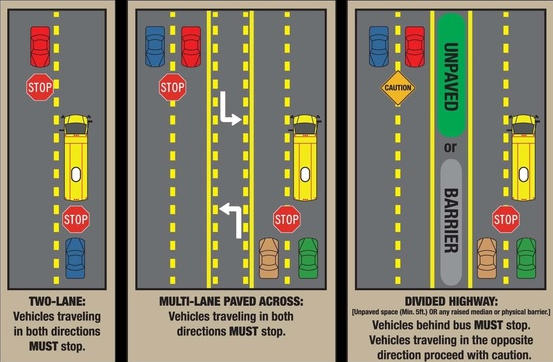 STOP
STOP
TWO-LANE:
Vehicles traveling
in both directions
MUST stop.
STOP
STOP
MULTI-LANE PAVED ACROSS:
Vehicles traveling in both
directions MUST stop.
CAUTION
UNPAVED
or
BARRIER
STOP
DIVIDED HIGHWAY:
[Unpaved space (Min. 5ft.) OR any raised median or physical barrier.]
Vehicles behind bus MUST stop.
Vehicles traveling in the opposite
direction proceed with caution.